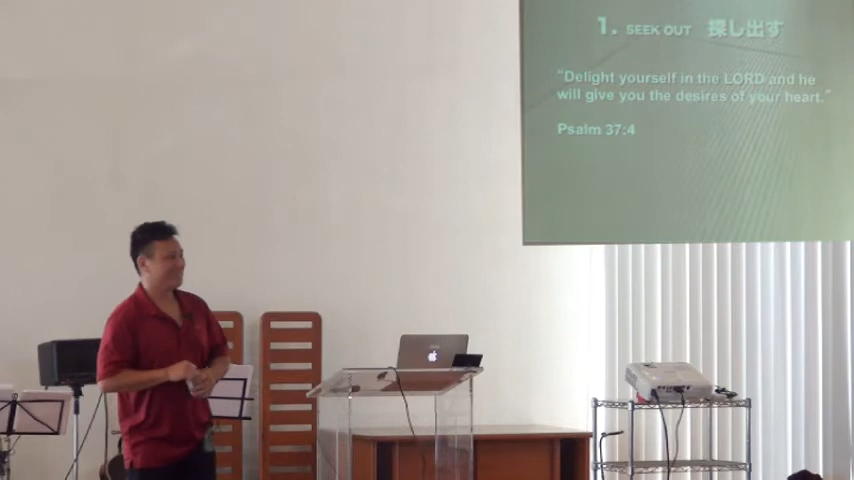 1. SEEK OUT 探し出す
"Delight yourself in the LORD and he
will give you the desires of your heart."
Psalm 37:4